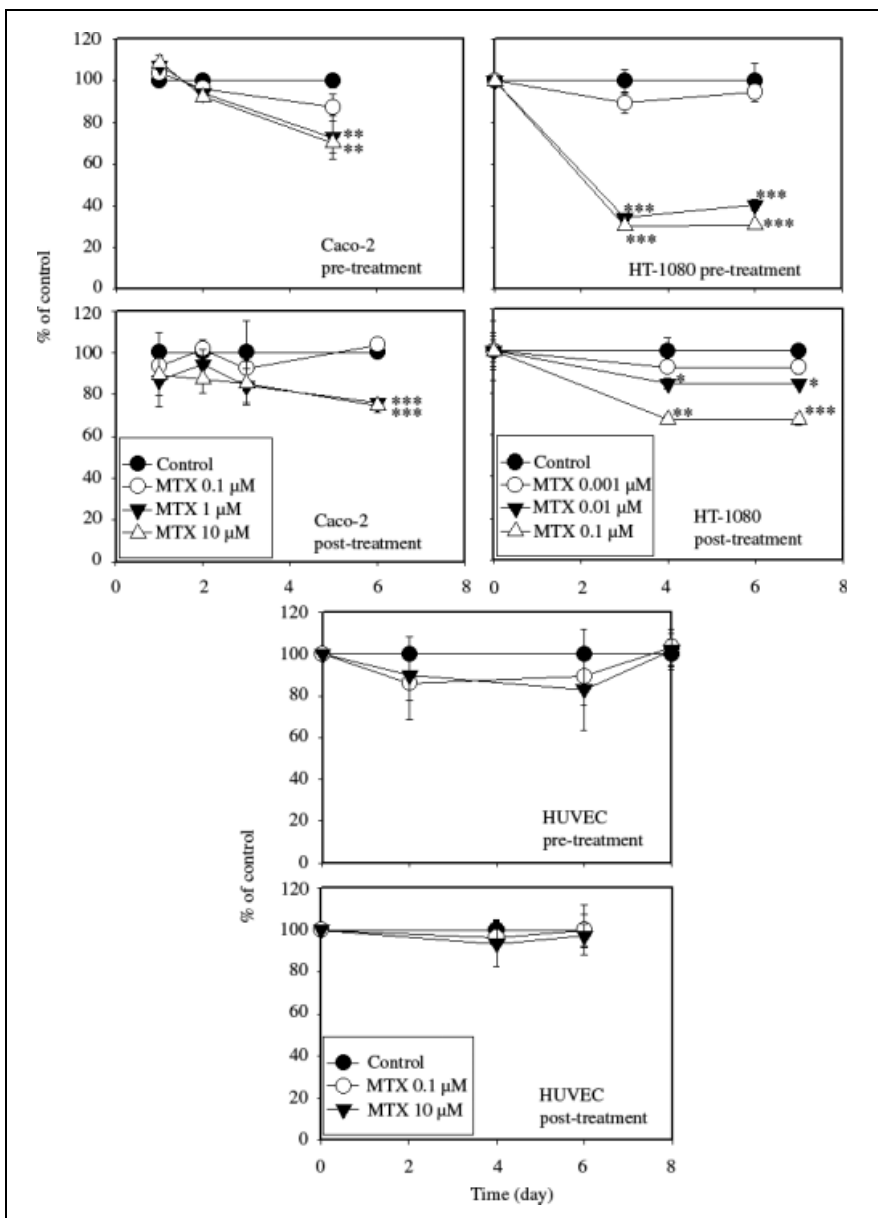 % of control
120
100
80
60
40
20
0
**
**
Caco-2
pre-treatment
***
***
***
***
HT-1080 pre-treatment
120
100
80
60
40
20
0
***
***
Control
MTX 0.1 µM
MTX 1 µM
MTX 10 µM
Caco-2
post-treatment
0 2 4 6 8
*
*
**
***
Control
MTX 0.001 µM
MTX 0.01 µM
MTX 0.1 µM
HT-1080
post-treatment
0 2 4 6 8
% of control
120
100
80
60
40
20
0
HUVEC
pre-treatment
120
100
80
60
40
20
0
Control
MTX 0.1 µM
MTX 10 µM
HUVEC
post-treatment
0 2 4 6 8
Time (day)